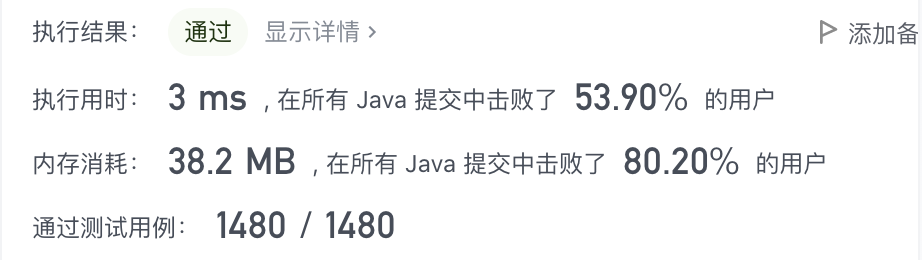 执行结果： 通过 显示详情 > 添加备
执行用时： 3 ms , 在所有 Java 提交中击败了 53.90% 的用户
内存消耗： 38.2 MB , 在所有 Java 提交中击败了 80.20% 的用户
通过测试用例： 1480 / 1480